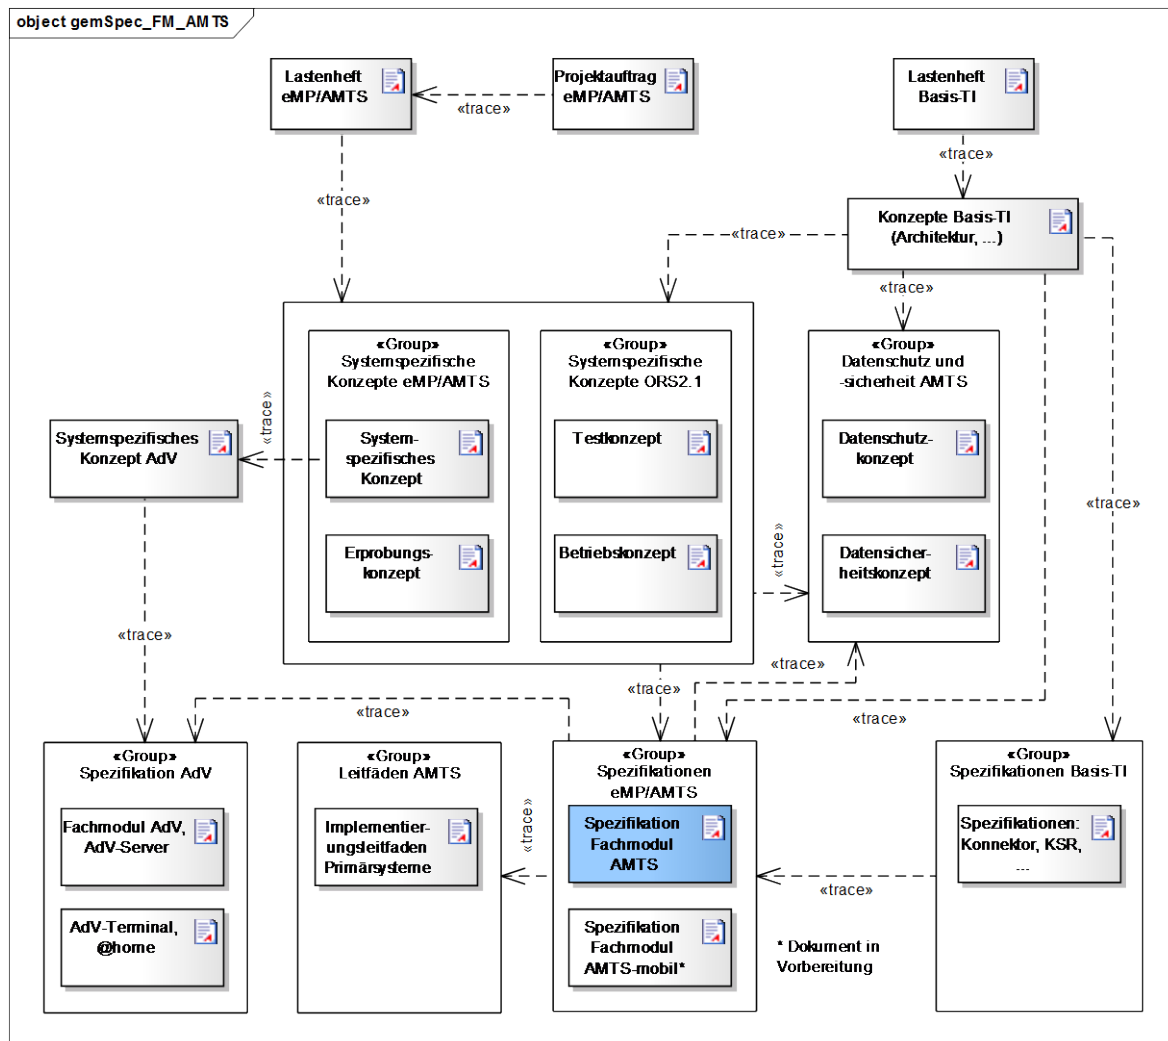 object gemSpec_FM_AMTS
Lastenheft
eMP/AMTS
Projektauftrag
eMP/AMTS
Lastenheft
Basis-TI
«trace»
«trace»
«trace»
Konzepte Basis-TI
(Architektur, ...)
«trace»
«trace»
«Group»
Systemspezifische
Konzepte eMP/AMTS
«Group»
Systemspezifische
Konzepte ORS2.1
«Group»
Datenschutz und
-sicherheit AMTS
«trace»
Systemspezifisches
Konzept AdV
System-
spezifisches
Konzept
Testkonzept
Datenschutz-
konzept
«trace»
Erprobungs-
konzept
Betriebskonzept
«trace»
Datensicher-
heitskonzept
«trace»
«trace»
«trace»
«trace»
«trace»
«Group»
Spezifikation AdV
«Group»
Leitfäden AMTS
«Group»
Spezifikationen
eMP/AMTS
«Group»
Spezifikationen Basis-TI
Fachmodul AdV,
AdV-Server
Implementier-
ungsleitfaden
Primärsysteme
«trace»
Spezifikation
Fachmodul
AMTS
Spezifikationen:
Konnektor, KSR,
...
«trace»
AdV-Terminal,
@home
Spezifikation
Fachmodul
AMTS-mobil*
* Dokument in
Vorbereitung